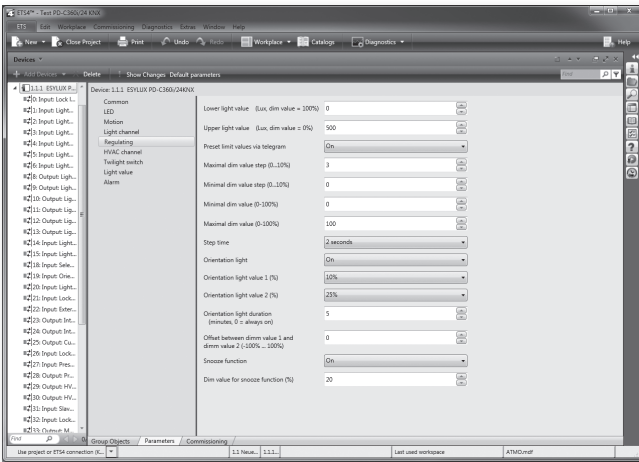 ETS4™ - Test PD-C360i/24 KNX
ETS Edit Workplace Commissioning Diagnostics Extras Window Help
New Close Project Print Undo Redo Workplace Catalogs Diagnostics Help
Devices
Add Devices Delete Show Changes Default parameters Find
1.1.1 ESYLUX P...
0: Input: Lock l...
1: Input: Light...
2: Input: Light...
3: Input: Light...
4: Input: Light...
5: Input: Light...
6: Input: Light...
8: Output: Ligh...
9: Output: Ligh...
10: Output: Lig...
11: Output: Lig...
12: Output: Lig...
13: Output: Lig...
14: Input: Light...
15: Input: Light...
18: Input: Sele...
19: Input: Orie...
20: Input: Light...
21: Input: Lock...
22: Input: Exter...
23: Output: Int...
24: Output: Int...
25: Output: Cu...
26: Input: Lock...
27: Input: Pres...
28: Output: Pr...
29: Output: HV...
30: Output: HV...
31: Input: Slav...
32: Input: Lock...
33: Output: M...
Find
Device: 1.1.1 ESYLUX PD-C360i/24KNX
Common
LED
Motion
Light channel
Regulating
HVAC channel
Twilight switch
Light value
Alarm
Lower light value (Lux, dim value = 100%) 0
Upper light value (Lux, dim value = 0%) 500
Preset limit values via telegram On
Maximal dim value step (0...10%) 3
Minimal dim value step (0...10%) 0
Minimal dim value (0-100%) 0
Maximal dim value (0-100%) 100
Step time 2 seconds
Orientation light On
Orientation light value 1 (%) 10%
Orientation light value 2 (%) 25%
Orientation light duration 5
(minutes, 0 = always on)
Offset between dimm value 1 and 0
dimm value 2 (-100% ... 100%)
Snooze function On
Dim value for snooze function (%) 20
Group Objects Parameters Commissioning
Use project or ETS4 connection (K... 1.1 Neue... 1.1.1... Last used workspace ATMD.mdf